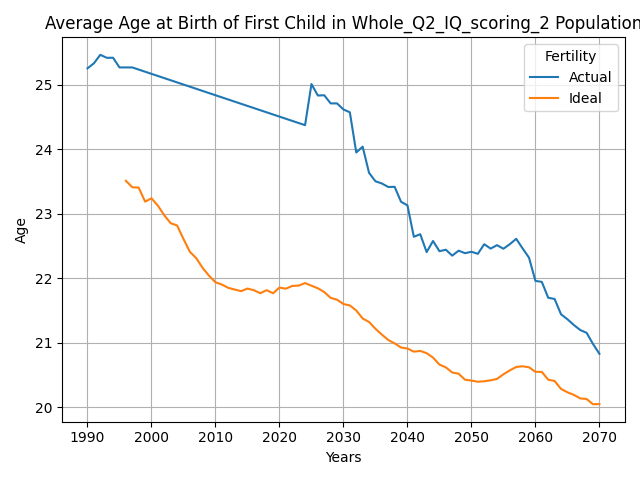 Average Age at Birth of First Child in Whole_Q2_IQ_scoring_2 Population
Fertility
Actual
Ideal
25
24
23
22
21
20
Age
1990 2000 2010 2020 2030 2040 2050 2060 2070
Years